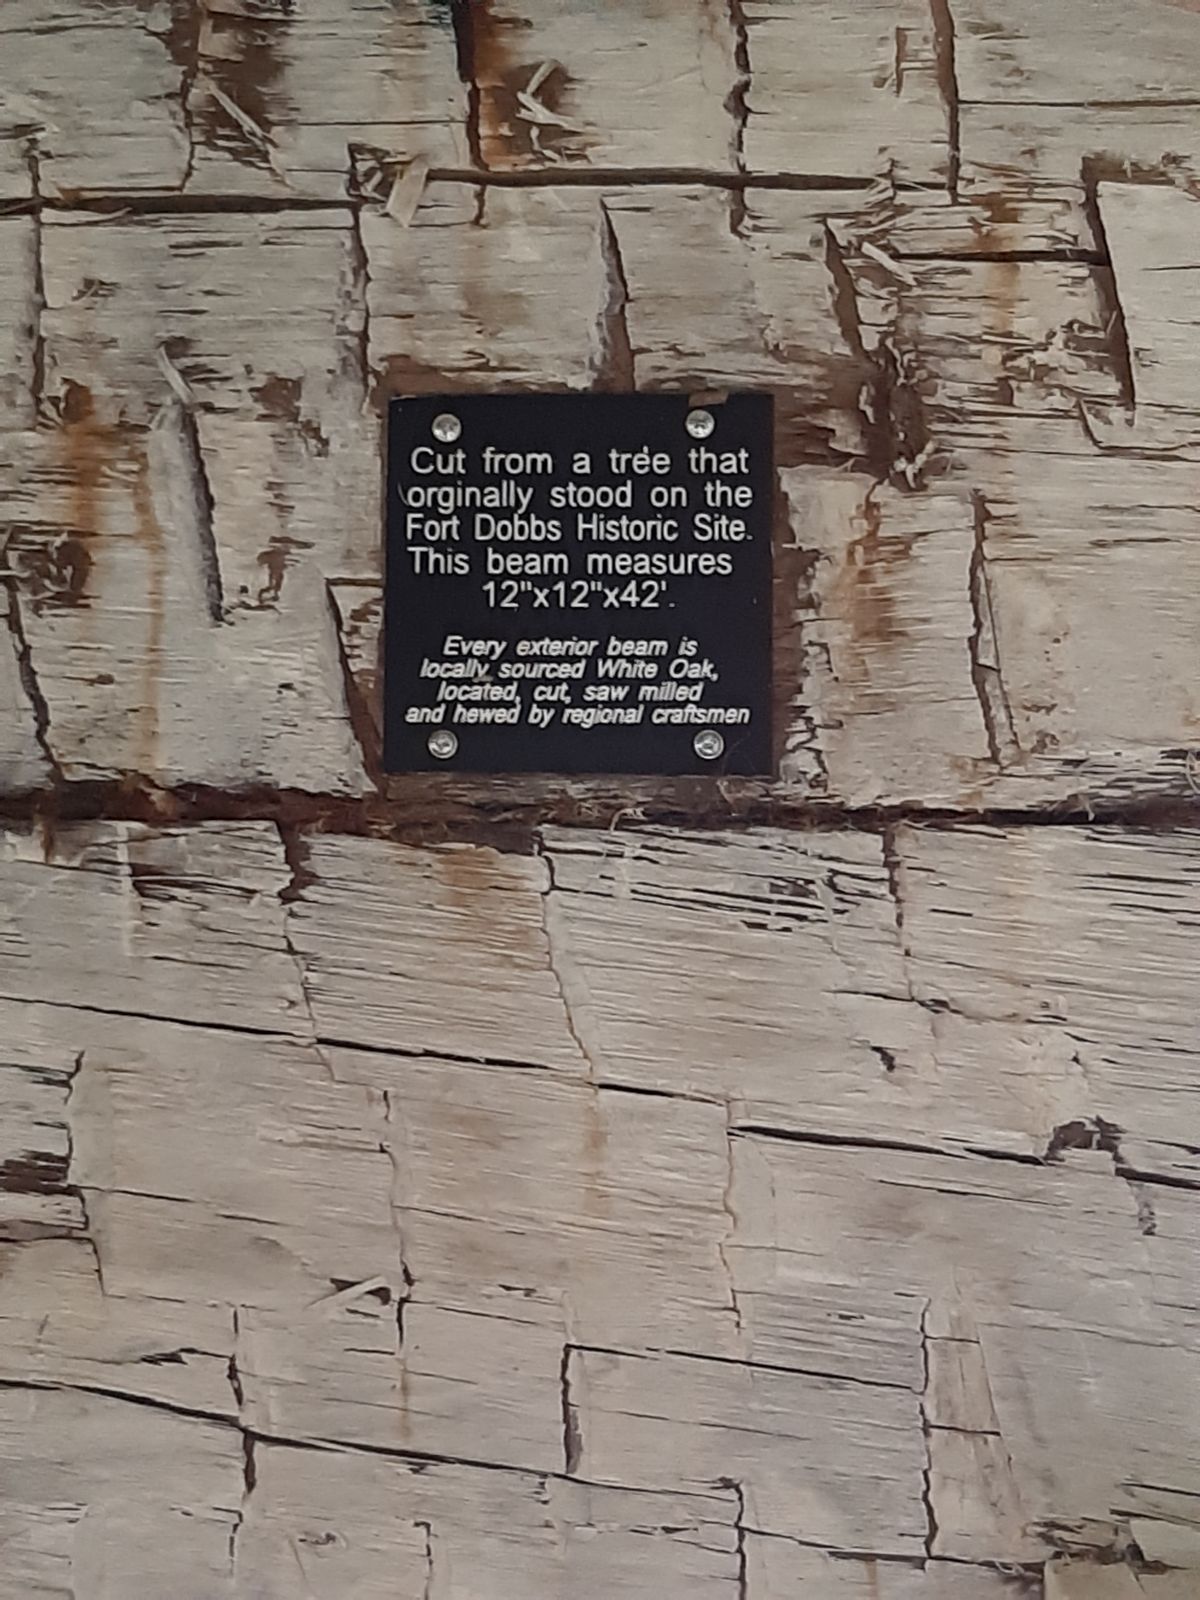 Cut from a tree that
orginally stood on the
Fort Dobbs Historic Site.
This beam measures
12"x12"x42'.
Every exterior beam is
locally sourced White Oak,
located, cut, saw milled
and hewed by regional craftsmen